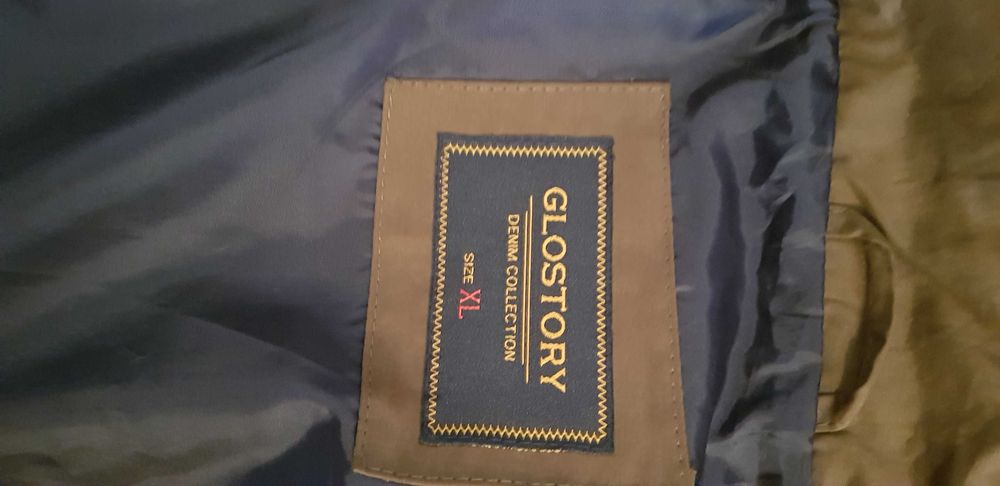 GLOSTORY
DENIM COLLECTION
SIZE XL